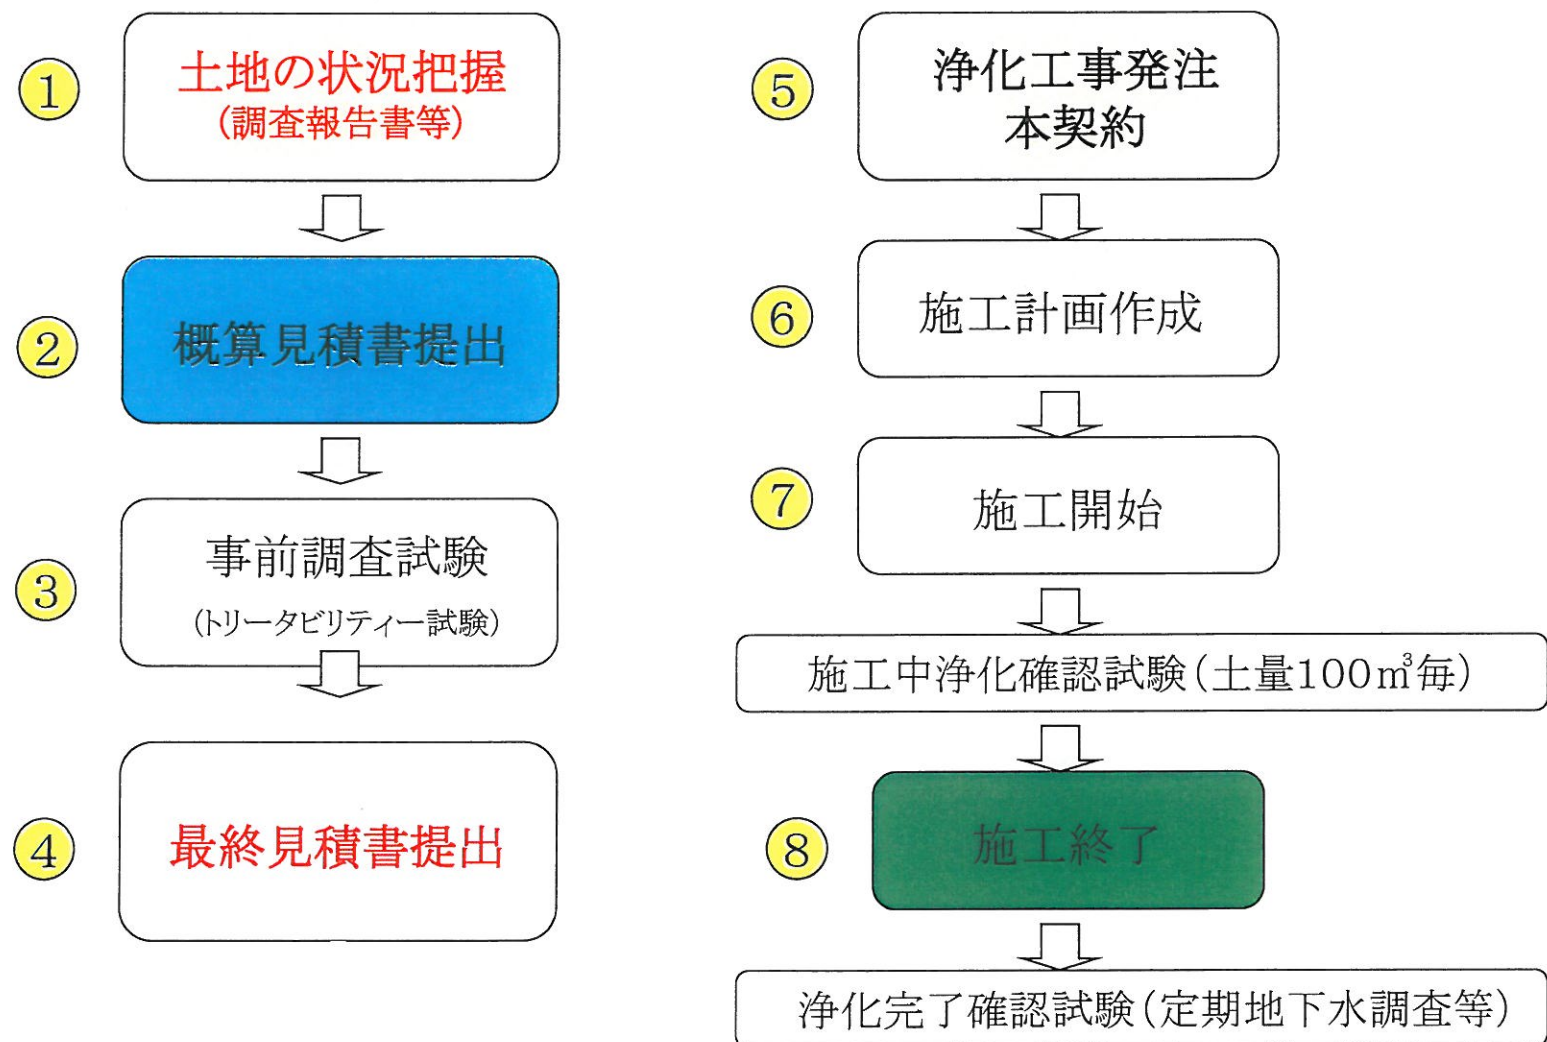 ①
土地の状況把握
(調査報告書等)
②
概算見積書提出
③
事前調査試験
(トリータビリティー試験)
④
最終見積書提出
⑤
浄化工事発注
本契約
⑥
施工計画作成
⑦
施工開始
施工中浄化確認試験(土量100㎥毎)
⑧
施工終了
浄化完了確認試験(定期地下水調査等)